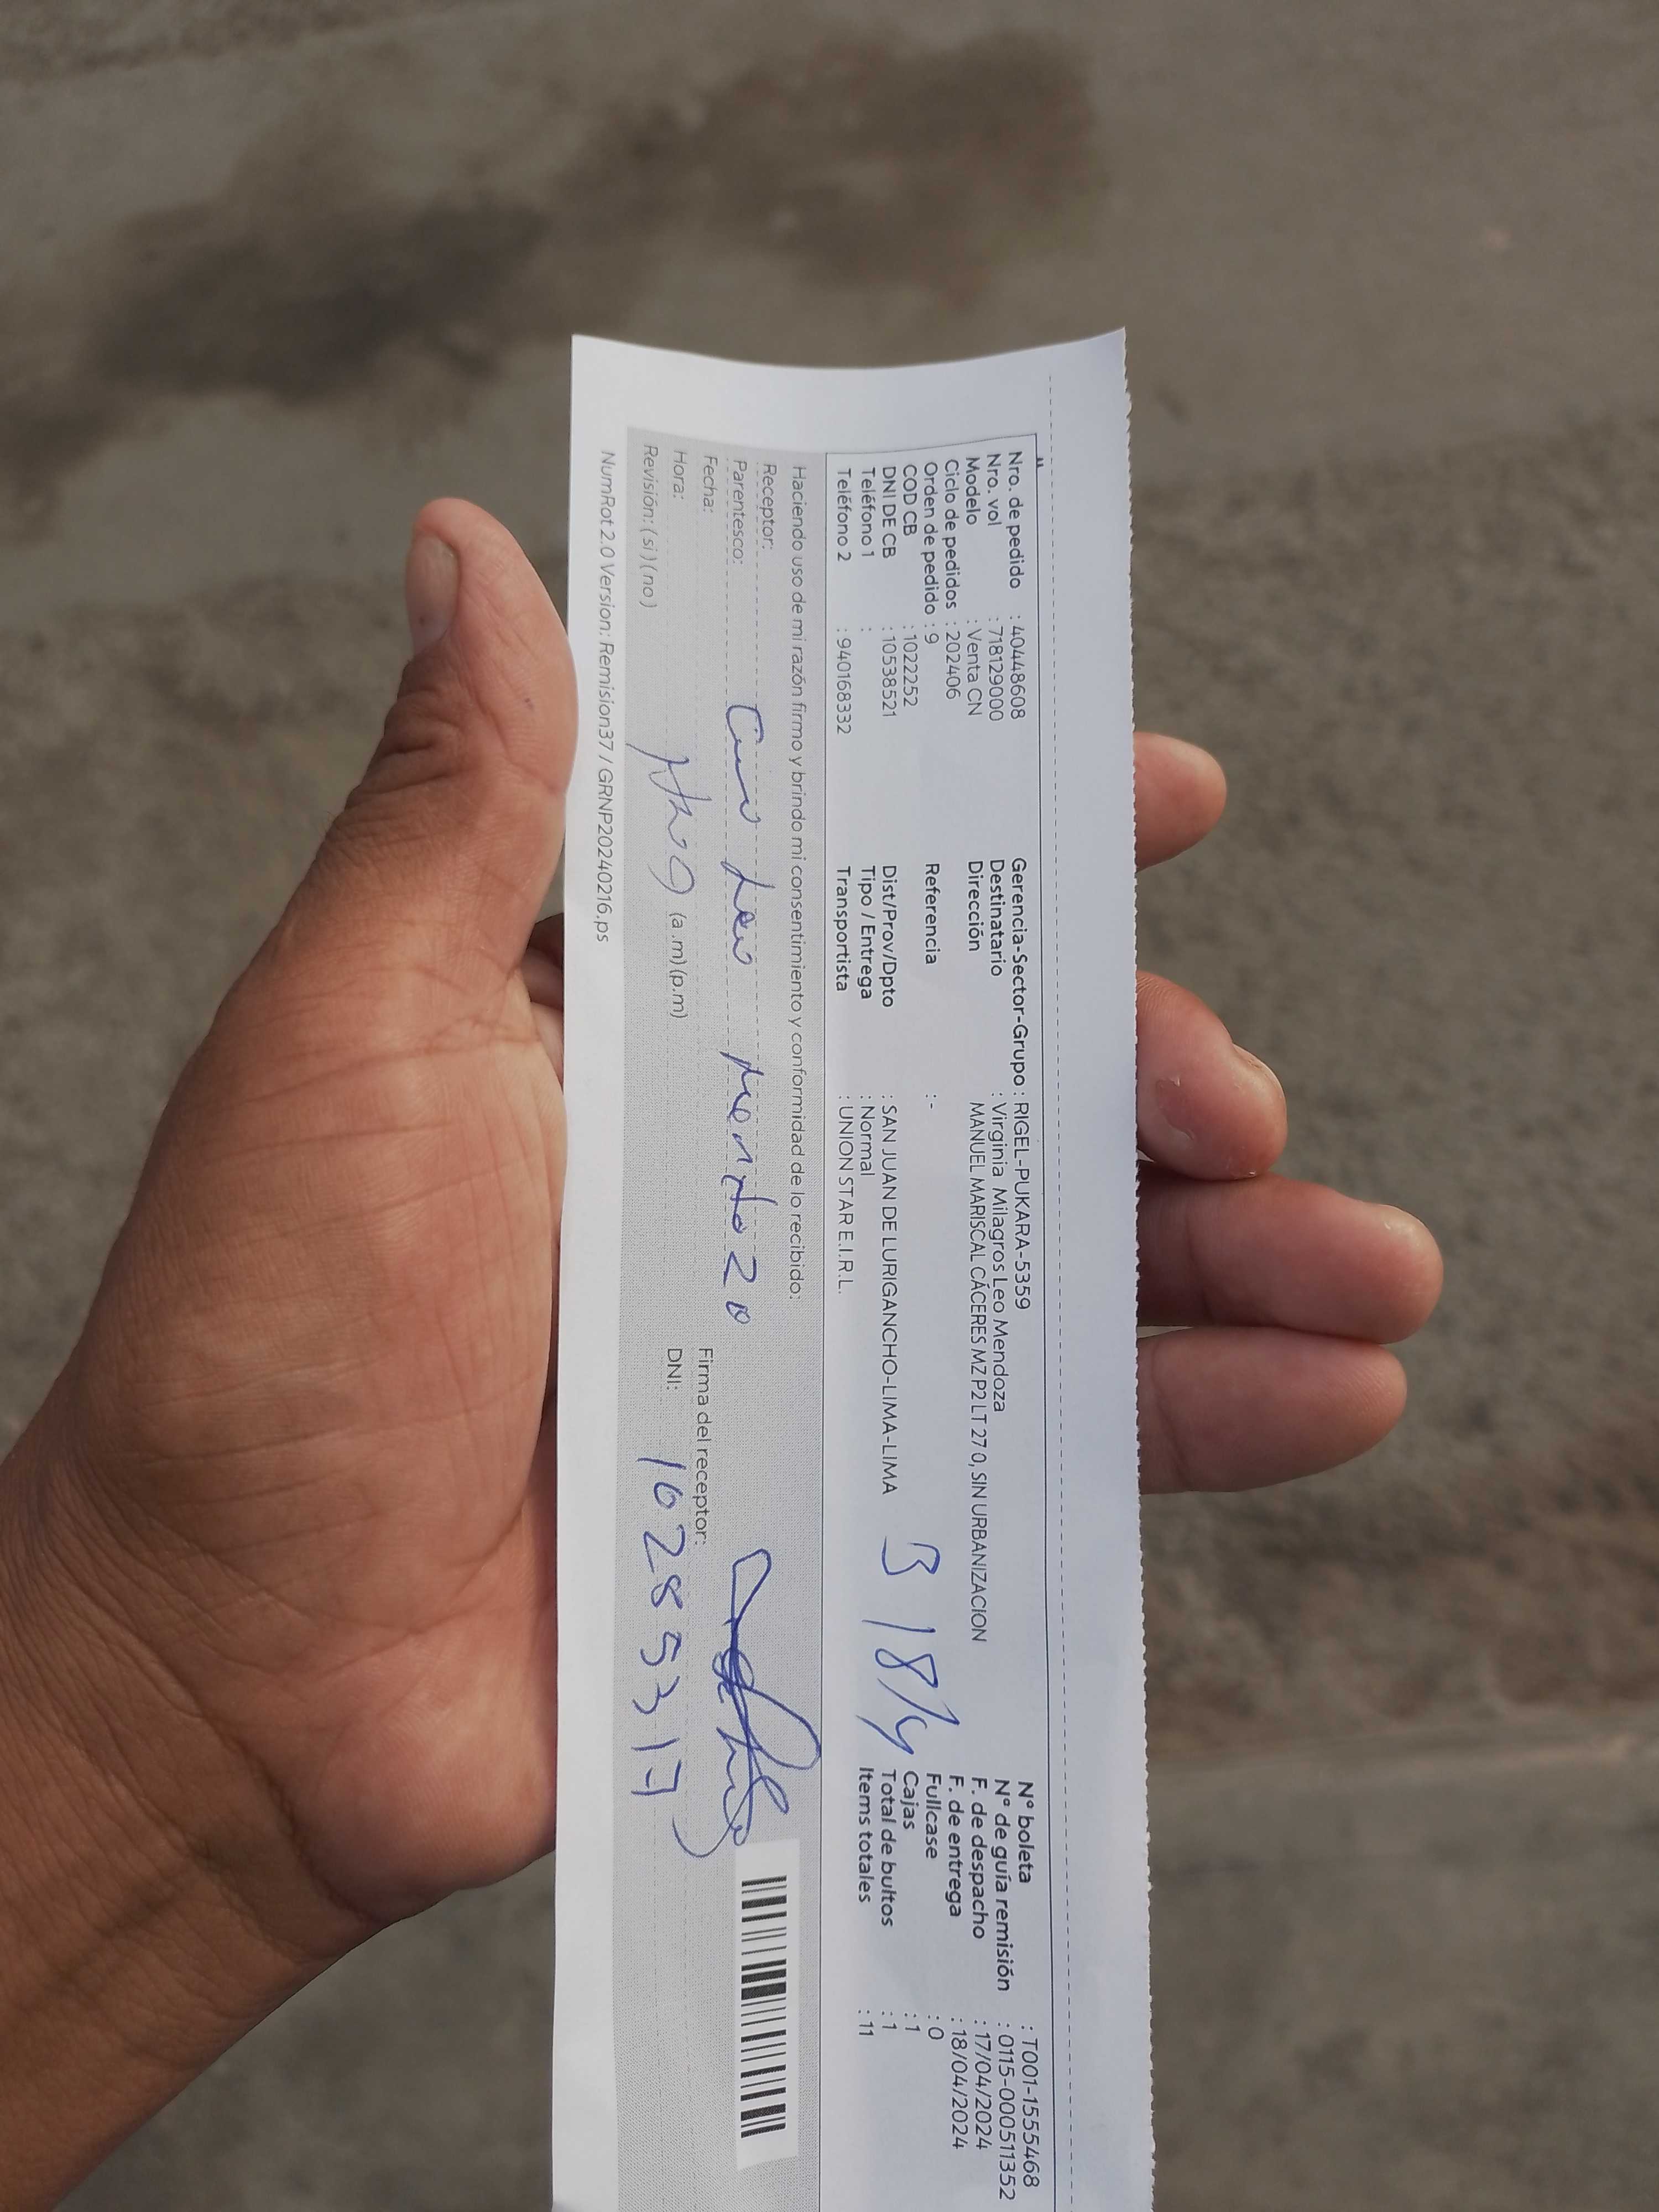 Nro. de pedido : 40448608
Nro. vol : 718129000
Modelo : Venta CN
Ciclo de pedidos : 202406
Orden de pedido : 9
COD CB : 1022252
DNI DE CB : 10538521
Teléfono 1 :
Teléfono 2 : 940168332
Gerencia-Sector-Grupo : RIGEL-PUKARA-5359
Destinatario : Virginia Milagros Leo Mendoza
Dirección MANUEL MARISCAL CÁCERES MZ P2 LT 27 0, SIN URBANIZACION
Referencia : -
Dist/Prov/Dpto : SAN JUAN DE LURIGANCHO-LIMA-LIMA
Tipo / Entrega : Normal
Transportista : UNION STAR E.I.R.L.
N° boleta : T001-1555468
N° de guía remisión : 0115-000511352
F. de despacho : 17/04/2024
F. de entrega : 18/04/2024
Fullcase : 0
Cajas : 1
Total de bultos : 1
Items totales : 11
Haciendo uso de mi razón firmo y brindo mi consentimiento y conformidad de lo recibido:
Receptor:
Parentesco:
Fecha:
Hora: (a.m)(p.m)
Revisión: (si)(no)
Firma del receptor:
DNI: 10285317
NumRot 2.0 Version: Remision37 / GRNP20240216.ps